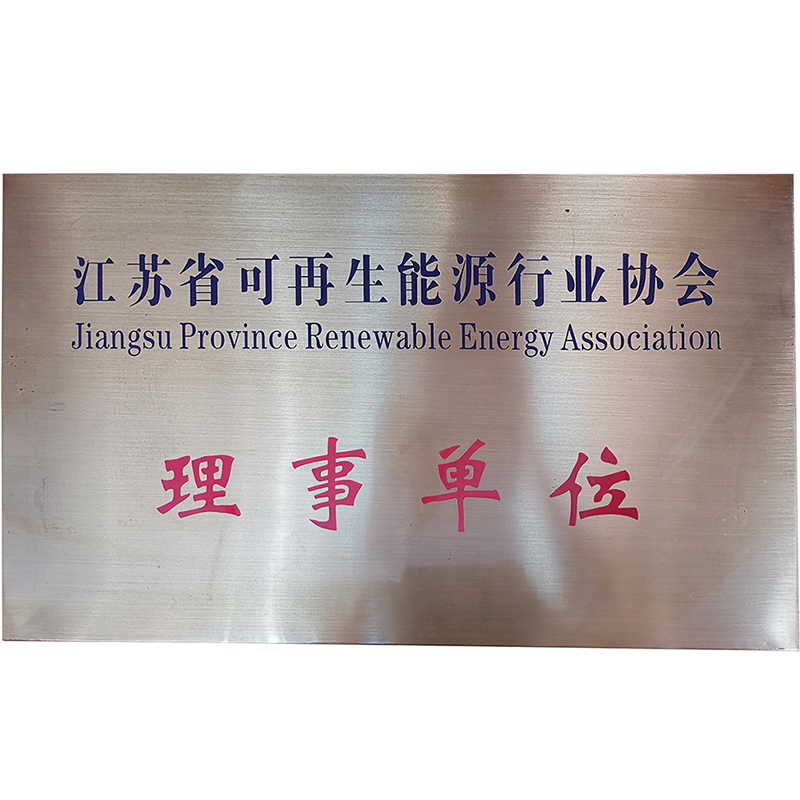 江苏省可再生能源行业协会
Jiangsu Province Renewable Energy Association
理事单位